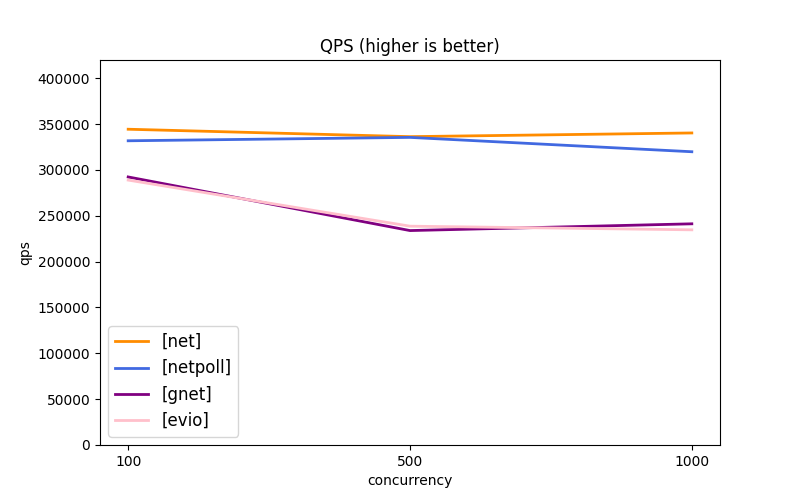 QPS (higher is better)
400000
350000
300000
250000
200000
150000
100000
50000
0
qps
[net]
[netpoll]
[gnet]
[evio]
100
500
1000
concurrency